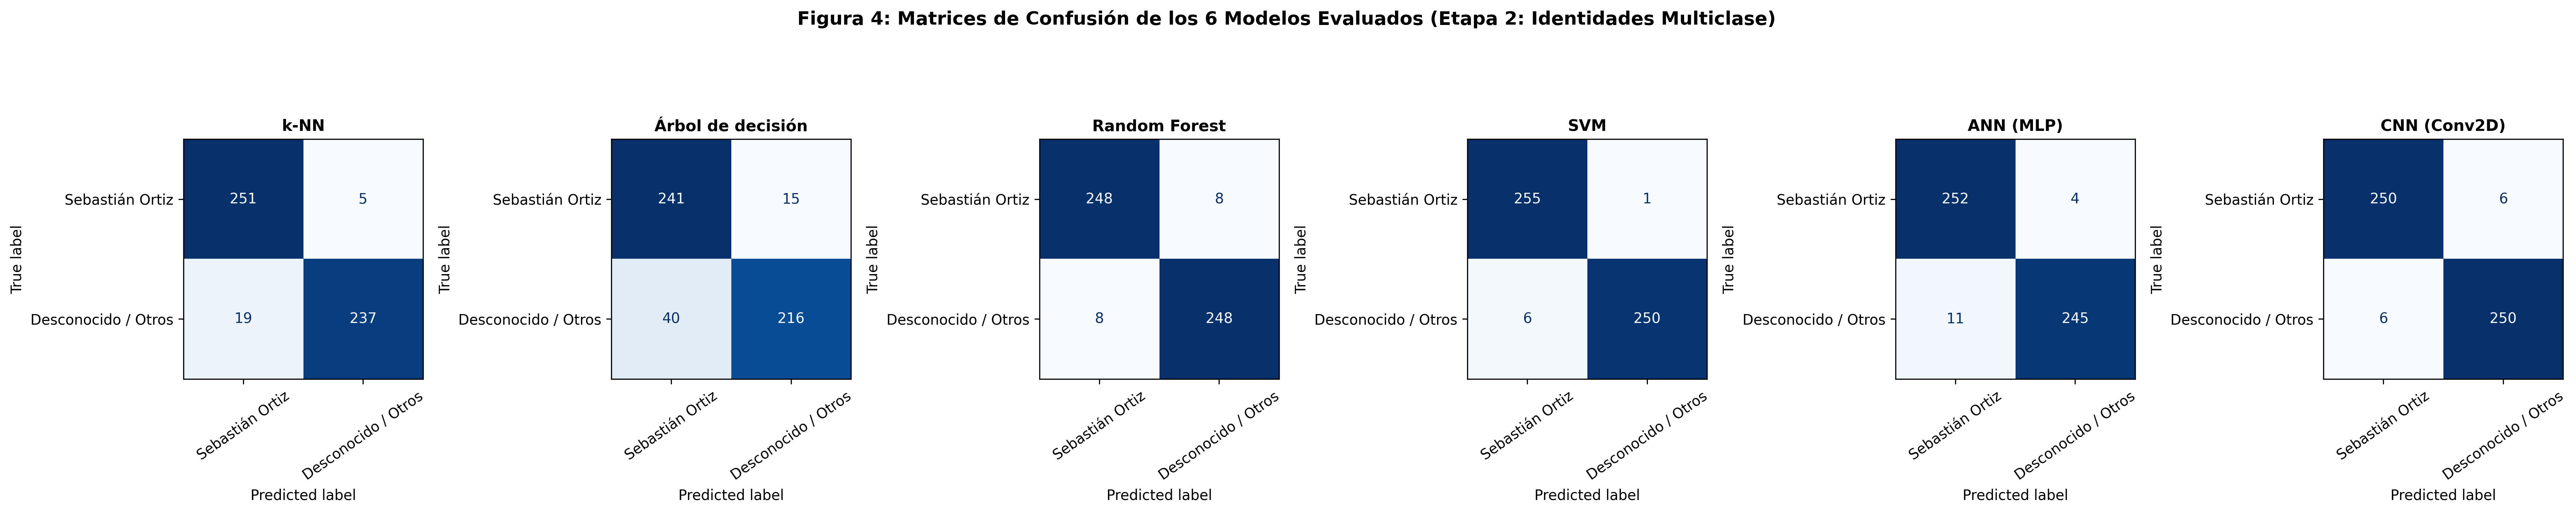 Figura 4: Matrices de Confusión de los 6 Modelos Evaluados (Etapa 2: Identidades Multiclase)
k-NN
True label
Sebastián Ortiz
Desconocido / Otros
251
5
19
237
Sebastián Ortiz
Desconocido / Otros
Predicted label
Árbol de decisión
True label
Sebastián Ortiz
Desconocido / Otros
241
15
40
216
Sebastián Ortiz
Desconocido / Otros
Predicted label
Random Forest
True label
Sebastián Ortiz
Desconocido / Otros
248
8
8
248
Sebastián Ortiz
Desconocido / Otros
Predicted label
SVM
True label
Sebastián Ortiz
Desconocido / Otros
255
1
6
250
Sebastián Ortiz
Desconocido / Otros
Predicted label
ANN (MLP)
True label
Sebastián Ortiz
Desconocido / Otros
252
4
11
245
Sebastián Ortiz
Desconocido / Otros
Predicted label
CNN (Conv2D)
True label
Sebastián Ortiz
Desconocido / Otros
250
6
6
250
Sebastián Ortiz
Desconocido / Otros
Predicted label